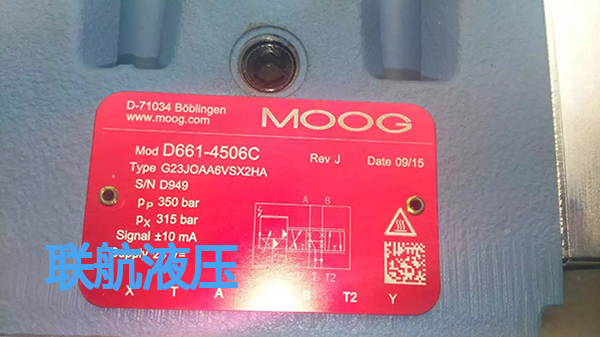 D-71034 Böblingen
www.moog.com
MOOG
Mod D661-4506C Rev J Date 09/15
Type G23JOAA6VSX2HA
S/N D949
pP 350 bar
pX 315 bar
Signal ±10 mA
A B
T T2
联航液压
X T A B T2 Y